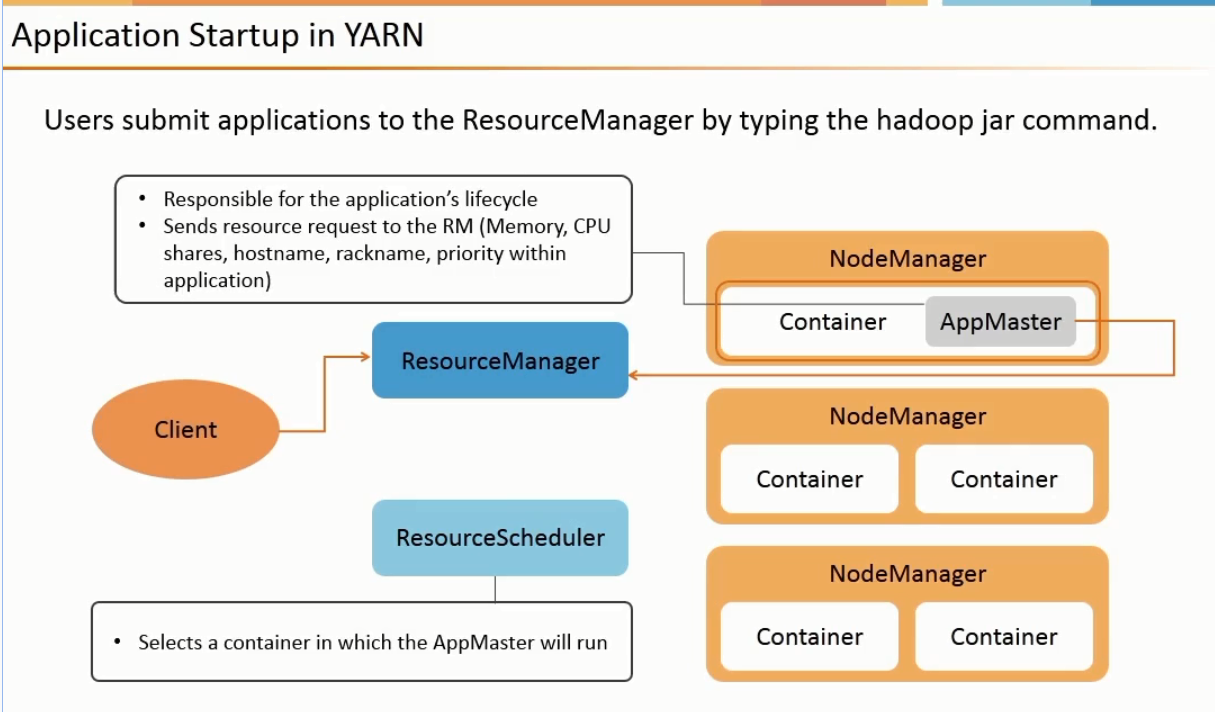 Application Startup in YARN
Users submit applications to the ResourceManager by typing the hadoop jar command.
• Responsible for the application’s lifecycle
• Sends resource request to the RM (Memory, CPU
shares, hostname, rackname, priority within
application)
NodeManager
Container
AppMaster
ResourceManager
Client
NodeManager
Container
Container
ResourceScheduler
• Selects a container in which the AppMaster will run
NodeManager
Container
Container